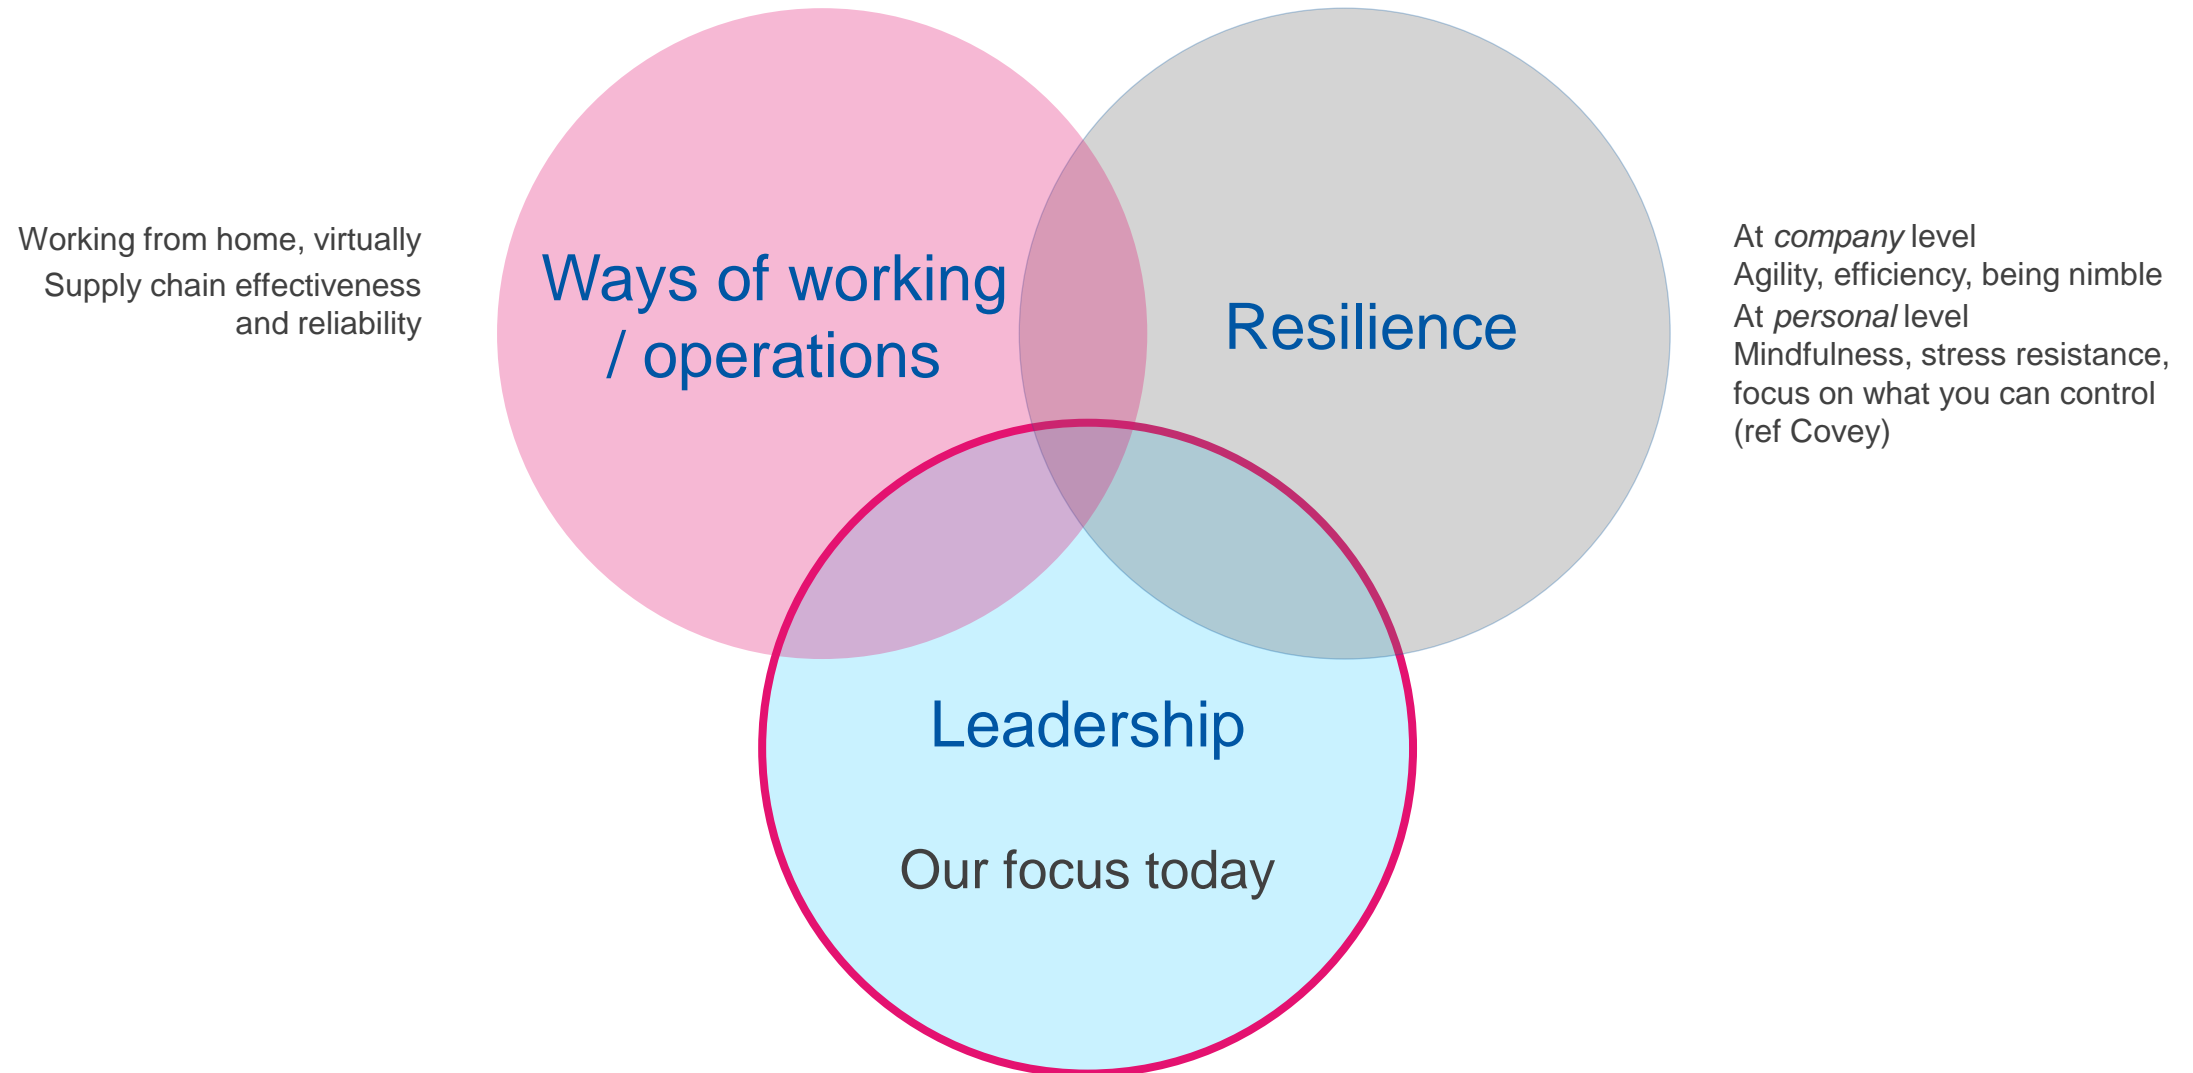 Working from home, virtually
Supply chain effectiveness
and reliability
Ways of working
/ operations
Resilience
At company level
Agility, efficiency, being nimble
At personal level
Mindfulness, stress resistance,
focus on what you can control
(ref Covey)
Leadership
Our focus today